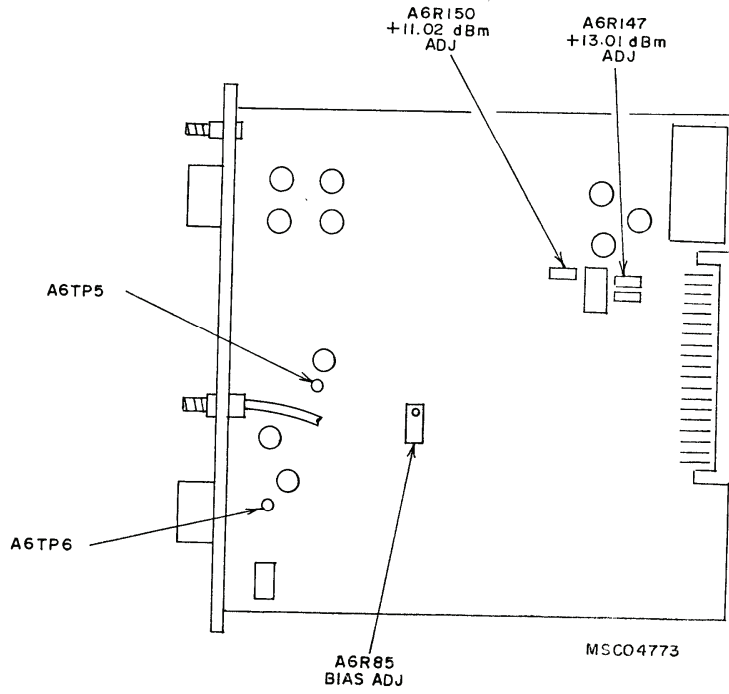 A6R150
+11.02 dBm
ADJ
A6R147
+13.01 dBm
ADJ
A6TP5
A6TP6
A6R85
BIAS ADJ
MSC04773